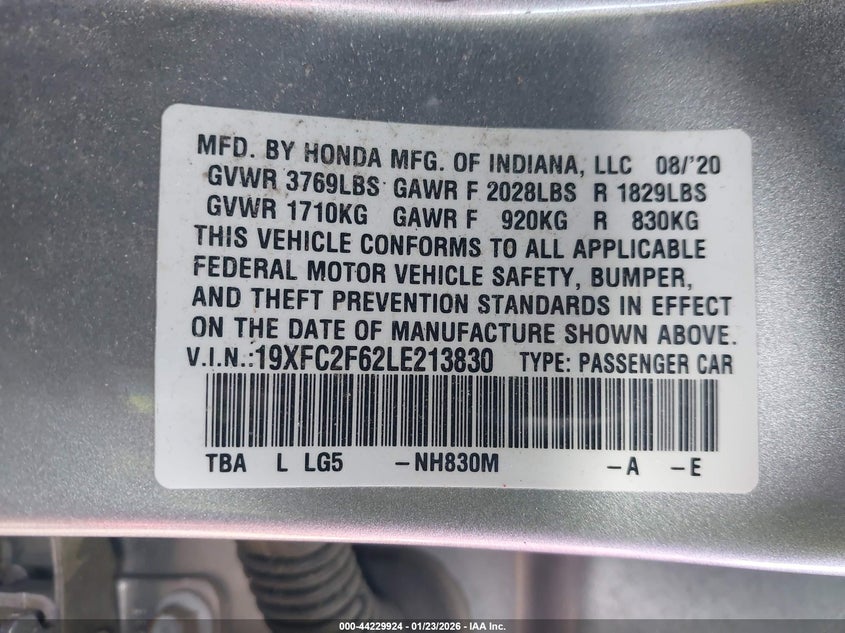 MFD. BY HONDA MFG. OF INDIANA, LLC 08/'20
GVWR 3769LBS GAWR F 2028LBS R 1829LBS
GVWR 1710KG GAWR F 920KG R 830KG
THIS VEHICLE CONFORMS TO ALL APPLICABLE
FEDERAL MOTOR VEHICLE SAFETY, BUMPER,
AND THEFT PREVENTION STANDARDS IN EFFECT
ON THE DATE OF MANUFACTURE SHOWN ABOVE.
V.I.N.:19XFC2F62LE213830 TYPE: PASSENGER CAR
TBA L LG5 -NH830M -A -E
000-44229924 - 01/23/2026 - IAA Inc.